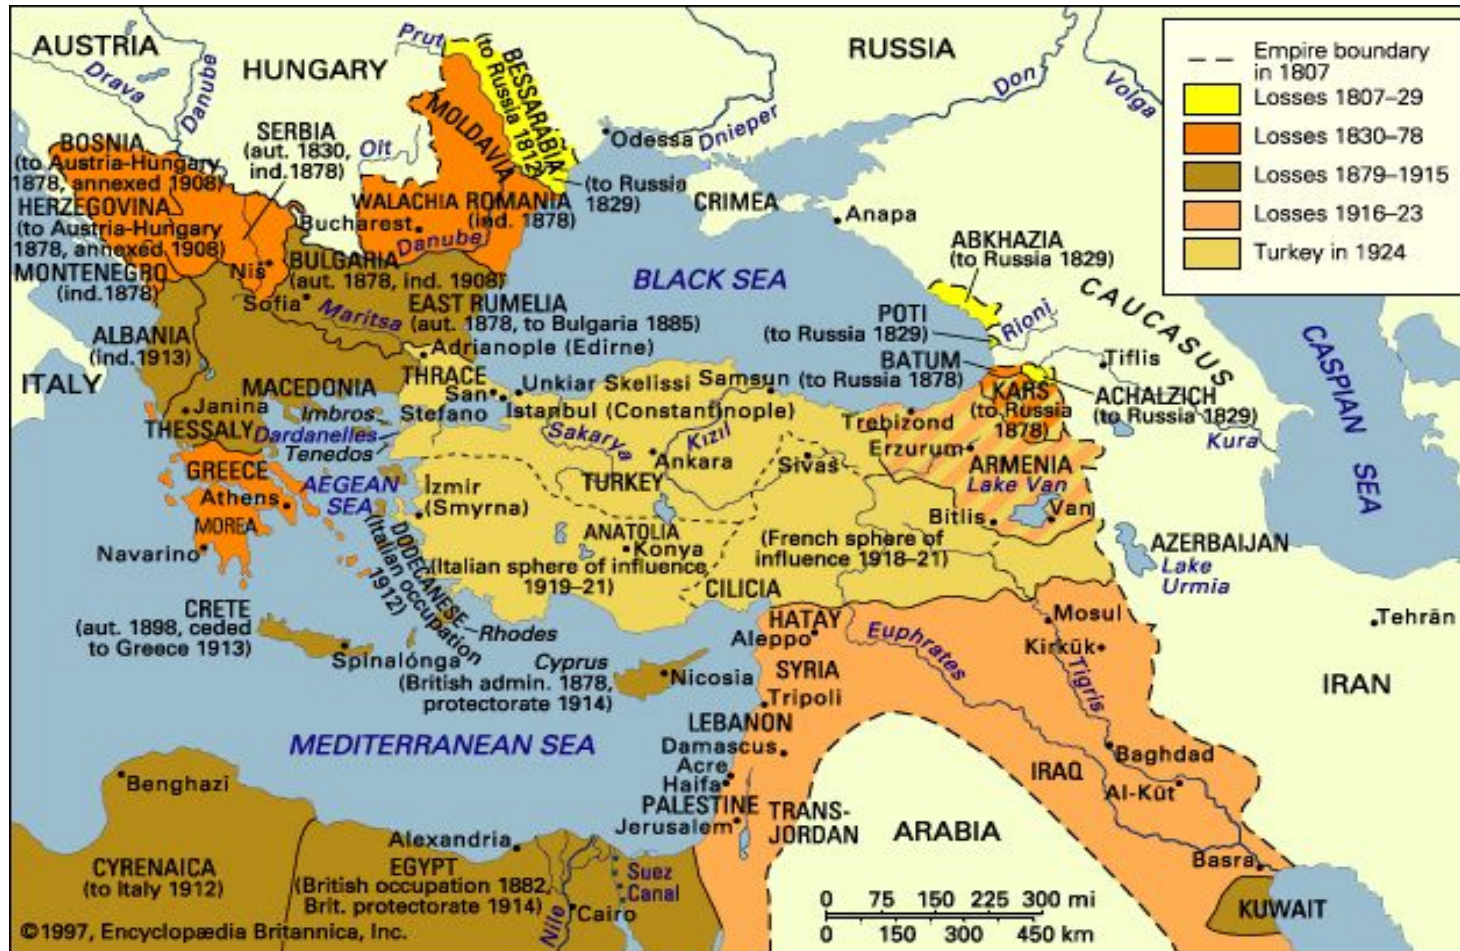 AUSTRIA
HUNGARY
RUSSIA
Drava
Danube
Prut
Don
Volga
Empire boundary
in 1807
Losses 1807–29
Losses 1830–78
Losses 1879–1915
Losses 1916–23
Turkey in 1924
BESSARABIA
(to Russia 1812)
MOLDAVIA
Odessa
Dnieper
BOSNIA
(to Austria-Hungary
1878, annexed 1908)
HERZEGOVINA
(to Austria-Hungary
1878, annexed 1908)
MONTENEGRO
(ind.1878)
SERBIA
(aut. 1830,
ind.1878)
Olt
WALACHIA
ROMANIA
(ind. 1878)
Bucharest
Danube
(to Russia
1829)
CRIMEA
Anapa
ABKHAZIA
(to Russia 1829)
CAUCASUS
Niš
BULGARIA
(aut. 1878, ind. 1908)
Sofia
Maritsa
EAST RUMELIA
(aut. 1878, to Bulgaria 1885)
BLACK SEA
POTI
(to Russia 1829)
Rioni
ALBANIA
(ind.1913)
ITALY
Adrianople (Edirne)
BATUM
(to Russia 1878)
Tiflis
CASPIAN SEA
MACEDONIA
THRACE
San
Stefano
Unkiar Skelissi
Samsun
KARS
(to Russia
1878)
ACHALZICH
(to Russia 1829)
Janina
Imbros
Istanbul (Constantinople)
Trebizond
Kura
THESSALY
Dardanelles
Tenedos
Sakarya
Kızıl
Erzurum
GREECE
Ankara
Sivas
ARMENIA
Lake Van
Athens
AEGEAN
SEA
İzmir
(Smyrna)
TURKEY
MOREA
ANATOLIA
Konya
Bitlis
Van
Navarino
DODECANESE
(Italian occupation
1912)
(Italian sphere of influence
1919–21)
(French sphere of
influence 1918–21)
AZERBAIJAN
Lake
Urmia
CILICIA
CRETE
(aut. 1898, ceded
to Greece 1913)
Rhodes
HATAY
Aleppo
Euphrates
Mosul
Kirkūk
Tehrān
Spinalónga
Cyprus
(British admin. 1878,
protectorate 1914)
Nicosia
SYRIA
Tripoli
Tigris
IRAN
MEDITERRANEAN SEA
LEBANON
Damascus
Acre
Haifa
Baghdad
IRAQ
Al-Kūt
Benghazi
PALESTINE
Jerusalem
TRANS-
JORDAN
ARABIA
Alexandria
CYRENAICA
(to Italy 1912)
EGYPT
(British occupation 1882,
Brit. protectorate 1914)
Suez
Canal
Basra
KUWAIT
Nile
Cairo
0 75 150 225 300 mi
0 150 300 450 km
©1997, Encyclopædia Britannica, Inc.